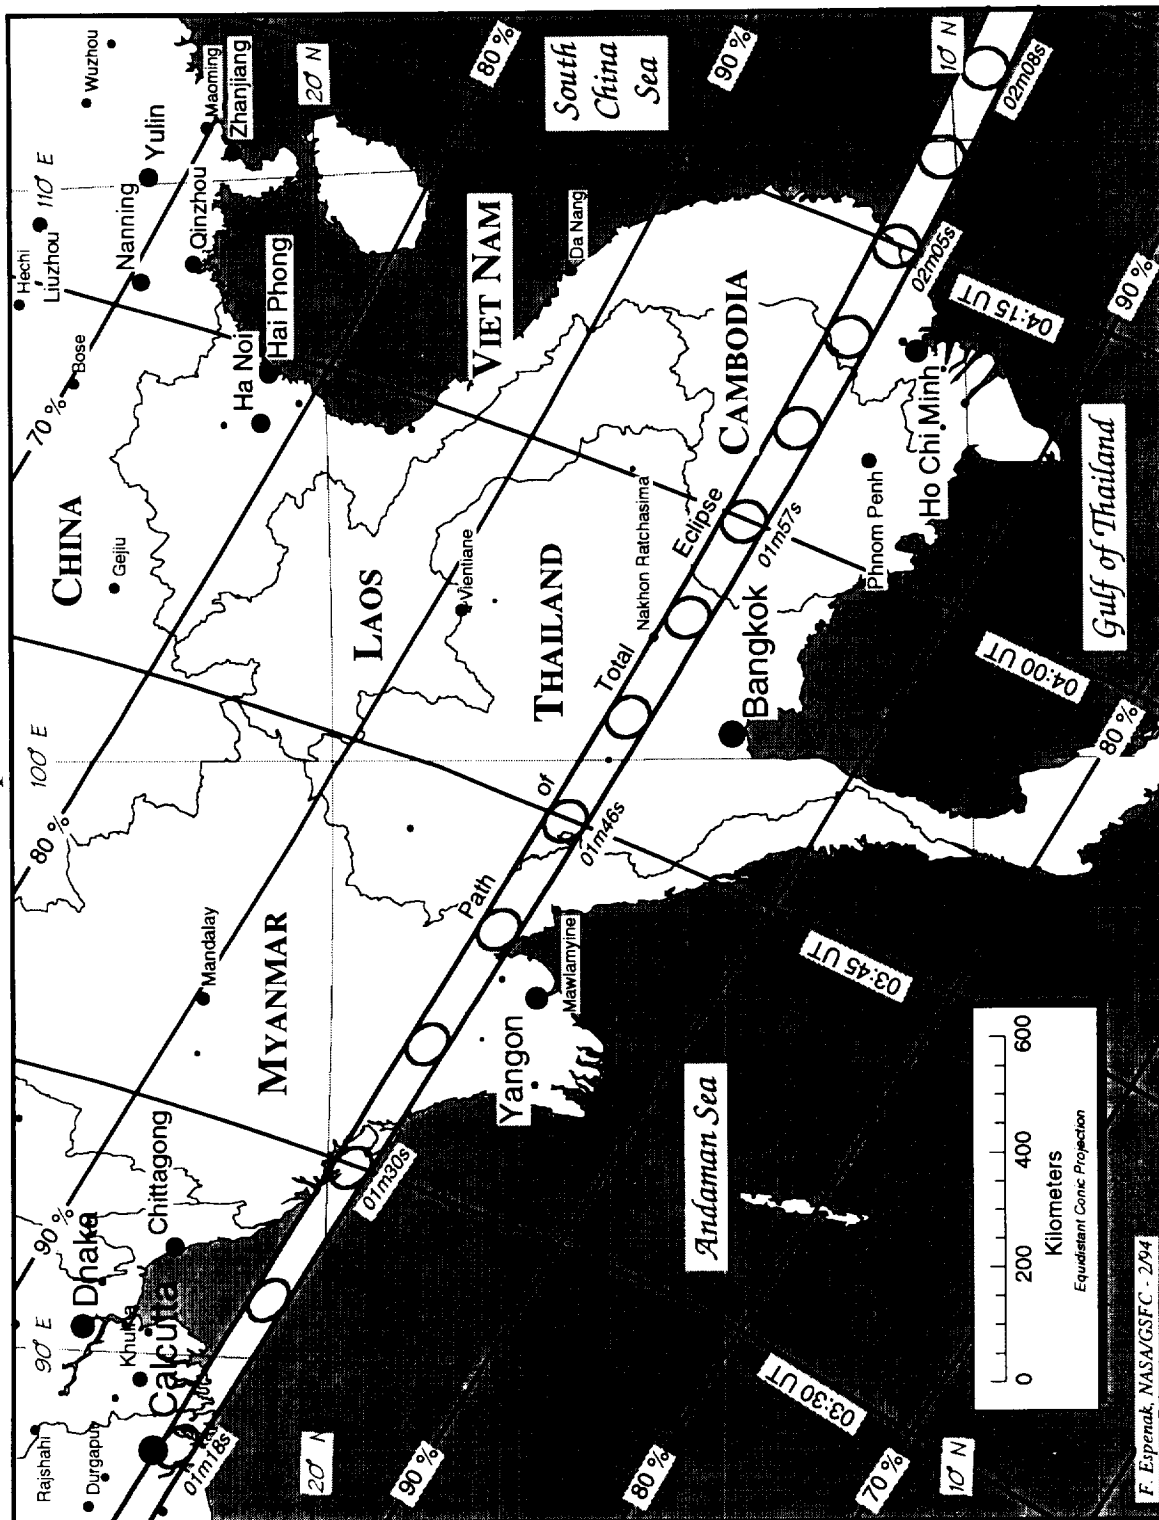 Wuzhou
Maoming
Zhanjiang
Yulin
110° E
Hechi
Liuzhou
Nanning
Qinzhou
20° N
80 %
South
China
Sea
90 %
10° N
02m08s
Hai Phong
Ha Noi
Bose
70 %
VIET NAM
Da Nang
02m05s
04:15 UT
90 %
CHINA
Gejiu
LAOS
Vientiane
CAMBODIA
Ho Chi Minh
Phnom Penh
Gulf of Thailand
THAILAND
Nakhon Ratchasima
Path of Total Eclipse
01m57s
Bangkok
04:00 UT
80 %
100° E
80 %
01m46s
Mandalay
MYANMAR
Yangon
Mawlamyine
03:45 UT
Andaman Sea
01m30s
90 %
Dhaka
Chittagong
90° E
Khulna
Calcutta
Rajshahi
Durgapur
01m18s
20° N
90 %
80 %
03:30 UT
70 %
10° N
0 200 400 600
Kilometers
Equidistant Conic Projection
F. Espenak, NASA/GSFC - 2/94